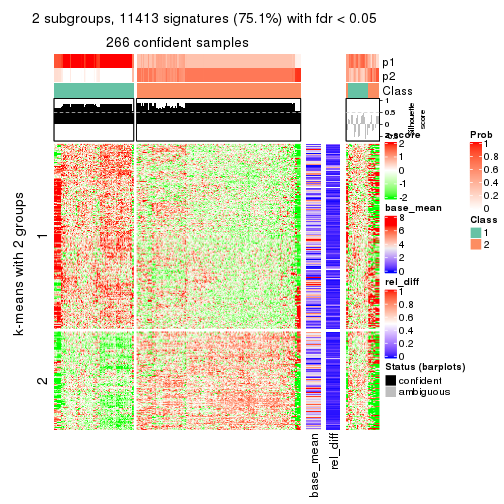 2 subgroups, 11413 signatures (75.1%) with fdr < 0.05
266 confident samples
p1
p2
Class
1
0.5
0
-0.5
Silhouette
score
z-score
2
1
0
-1
-2
base_mean
8
6
4
2
0
rel_diff
1
0.8
0.6
0.4
0.2
0
Status (barplots)
confident
ambiguous
Prob
1
0.8
0.6
0.4
0.2
0
Class
1
2
k-means with 2 groups
1
2
base_mean
rel_diff